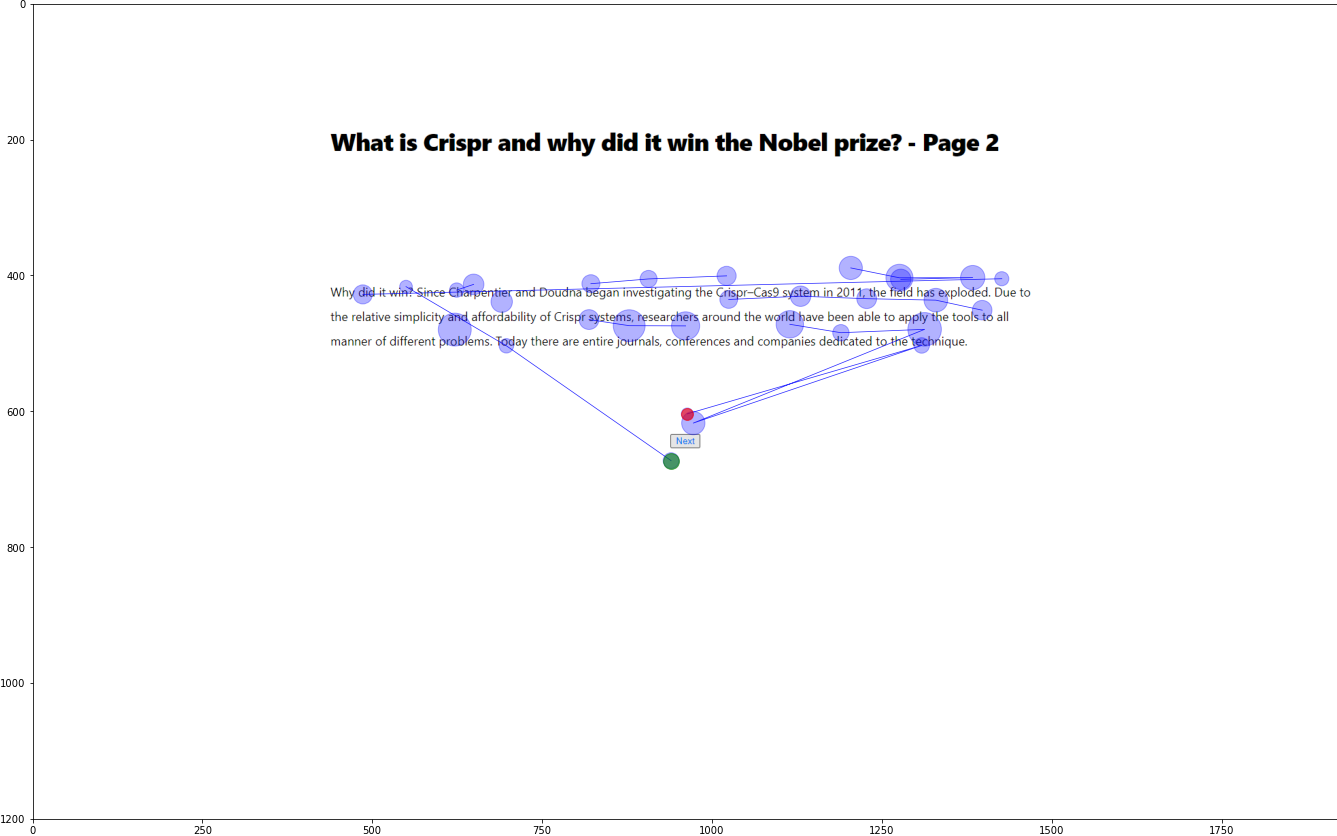 What is Crispr and why did it win the Nobel prize? - Page 2
Why did it win? Since Charpentier and Doudna began investigating the Crispr–Cas9 system in 2011, the field has exploded. Due to
the relative simplicity and affordability of Crispr systems, researchers around the world have been able to apply the tools to all
manner of different problems. Today there are entire journals, conferences and companies dedicated to the technique.
Next
0
200
400
600
800
1000
1200
0 250 500 750 1000 1250 1500 1750